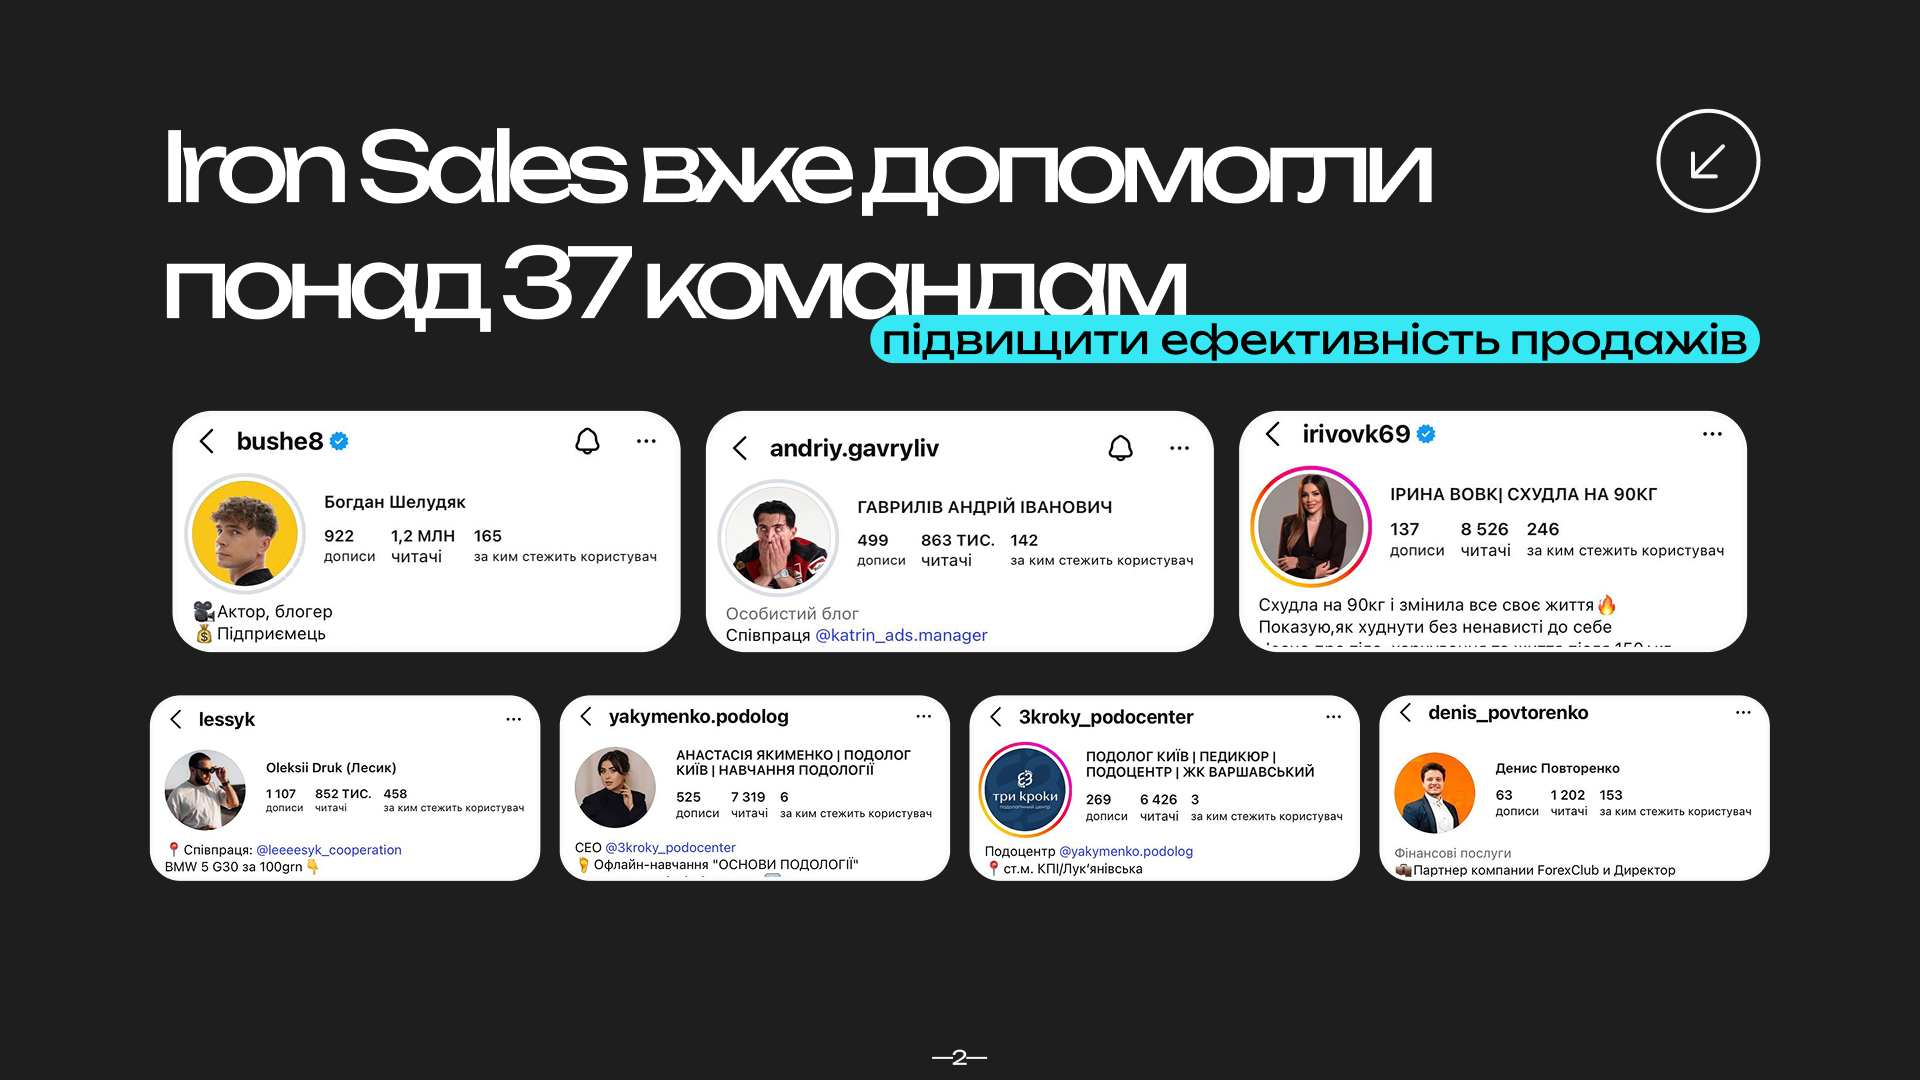 Iron Sales вже допомогли
понад 37 командам
підвищити ефективність продажів
bushe8
Богдан Шелудяк
922 1,2 МЛН 165
дописи читачі за ким стежить користувач
🎥Актор, блогер
💰Підприємець
andriy.gavryliv
ГАВРИЛІВ АНДРІЙ ІВАНОВИЧ
499 863 ТИС. 142
дописи читачі за ким стежить користувач
Особистий блог
Співпраця @katrin_ads.manager
irivovk69
ІРИНА ВОВК| СХУДЛА НА 90КГ
137 8 526 246
дописи читачі за ким стежить користувач
Схудла на 90кг і змінила все своє життя🔥
Показую,як худнути без ненависті до себе
lessyk
Oleksii Druk (Лесик)
1 107 852 ТИС. 458
дописи читачі за ким стежить користувач
📍 Співпраця: @leeeesyk_cooperation
BMW 5 G30 за 100grn 👇
yakymenko.podolog
АНАСТАСІЯ ЯКИМЕНКО | ПОДОЛОГ
КИЇВ | НАВЧАННЯ ПОДОЛОГІЇ
525 7 319 6
дописи читачі за ким стежить користувач
CEO @3kroky_podocenter
🦶Офлайн-навчання "ОСНОВИ ПОДОЛОГІЇ"
3kroky_podocenter
три кроки
подологічний центр
ПОДОЛОГ КИЇВ | ПЕДИКЮР |
ПОДОЦЕНТР | ЖК ВАРШАВСЬКИЙ
269 6 426 3
дописи читачі за ким стежить користувач
Подоцентр @yakymenko.podolog
📍 ст.м. КПІ/Лук'янівська
denis_povtorenko
Денис Повторенко
63 1 202 153
дописи читачі за ким стежить користувач
Фінансові послуги
💼Партнер компании ForexClub и Директор
—2—